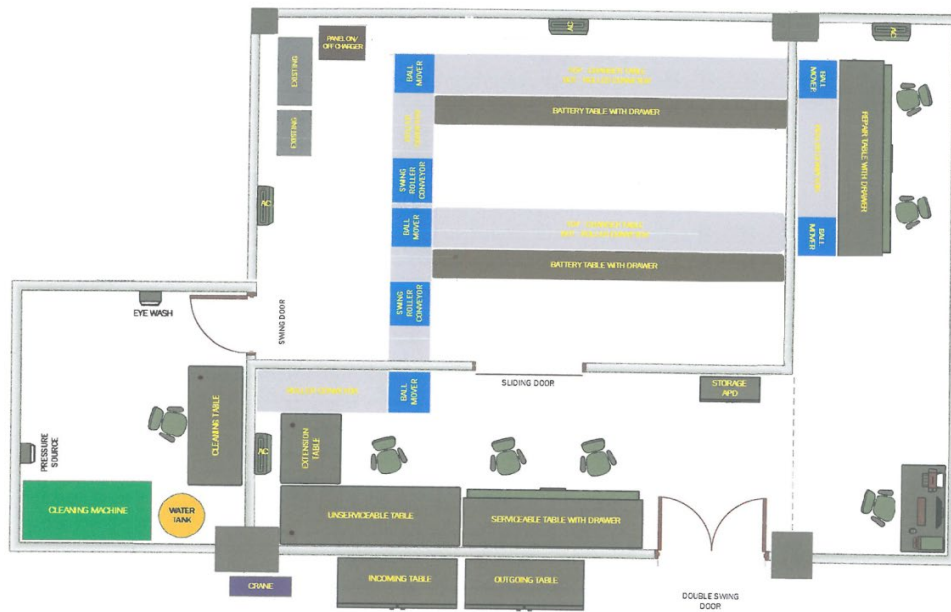 AC
AC
PANEL ON/
OFF CHARGER
EXISTING
EXISTING
BALL
MOVER
BATTERY TABLE WITH DRAWER
BALL
MOVER
REPAIR TABLE WITH DRAWER
BALL
MOVER
SWING
ROLLER
CONVEYOR
AC
BALL
MOVER
BATTERY TABLE WITH DRAWER
SWING
ROLLER
CONVEYOR
EYE WASH
SWING DOOR
SLIDING DOOR
STORAGE
APD
BALL
MOVER
CLEANING TABLE
PRESSURE
SOURCE
AC
EXTENSION
TABLE
CLEANING MACHINE
WATER
TANK
UNSERVICEABLE TABLE
SERVICEABLE TABLE WITH DRAWER
CRANE
INCOMING TABLE
OUTGOING TABLE
DOUBLE SWING
DOOR